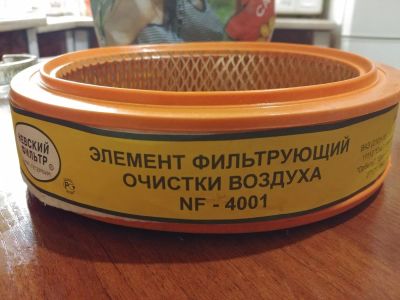 НЕВСКИЙ
ФИЛЬТР
ЭЛЕМЕНТ ФИЛЬТРУЮЩИЙ
ОЧИСТКИ ВОЗДУХА
NF - 4001